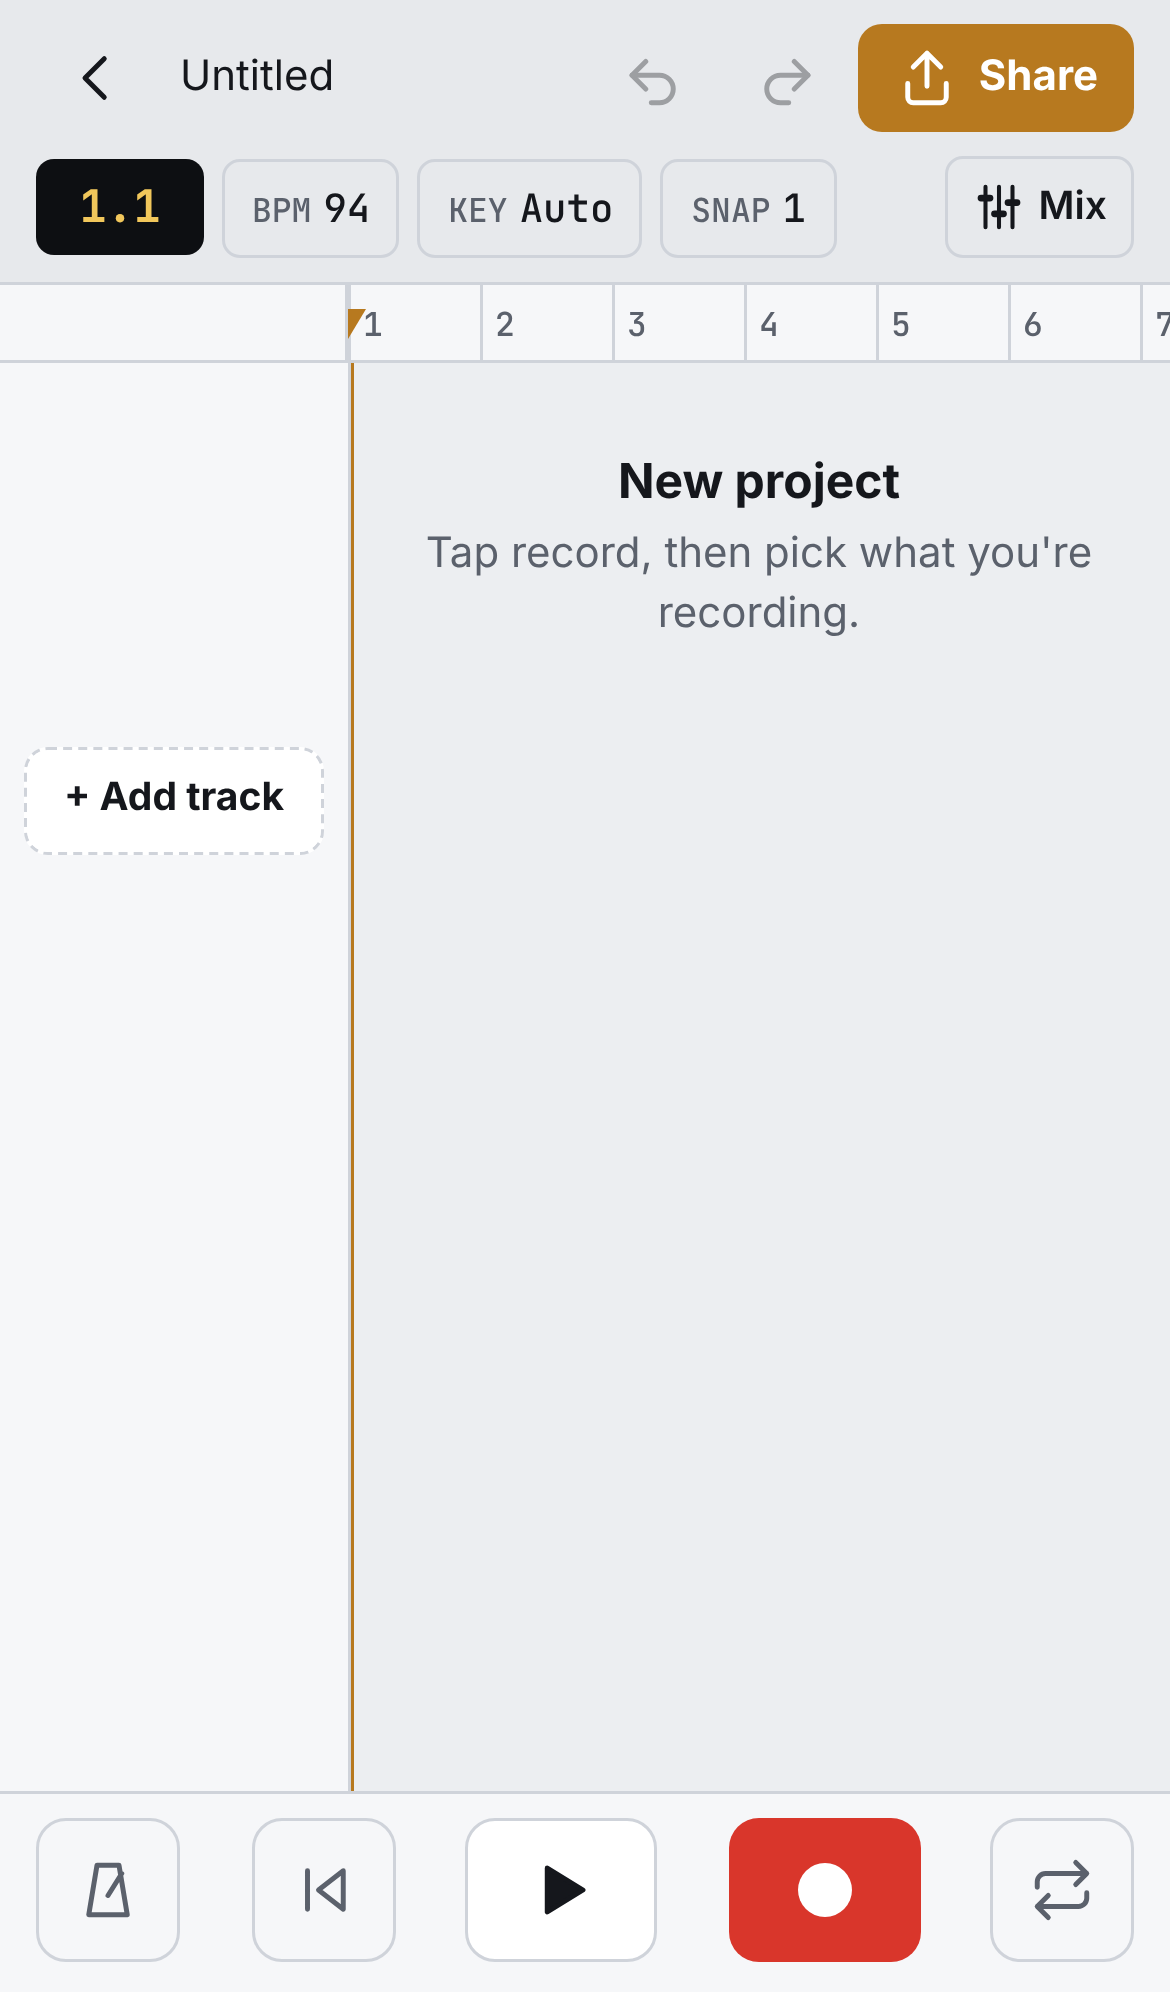 Untitled
Share
1.1
BPM 94
KEY Auto
SNAP 1
Mix
1 2 3 4 5 6 7
New project
Tap record, then pick what you're
recording.
+ Add track